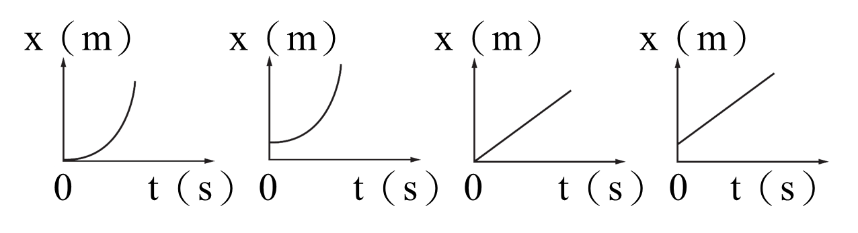 x (m) x (m) x (m) x (m)
0 t (s) 0 t (s) 0 t (s) 0 t (s)